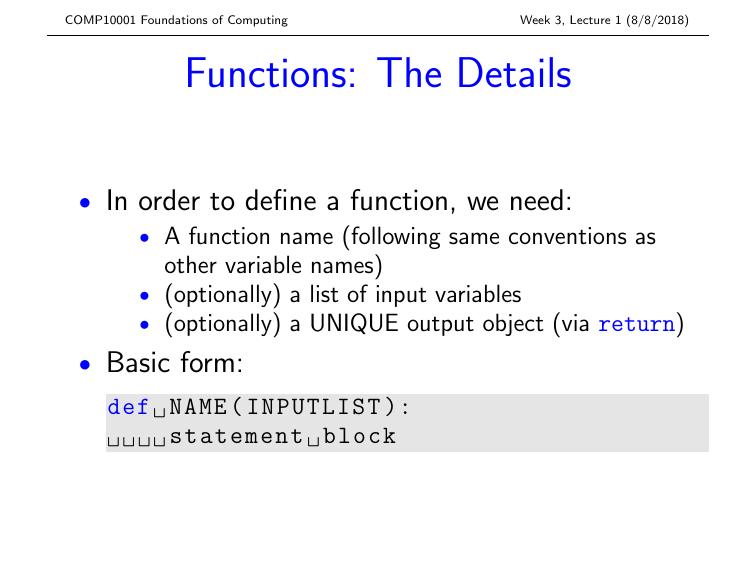 COMP10001 Foundations of Computing Week 3, Lecture 1 (8/8/2018)
Functions: The Details
• In order to define a function, we need:
• A function name (following same conventions as
other variable names)
• (optionally) a list of input variables
• (optionally) a UNIQUE output object (via return)
• Basic form:
def␣NAME(INPUTLIST):
␣␣␣␣statement␣block